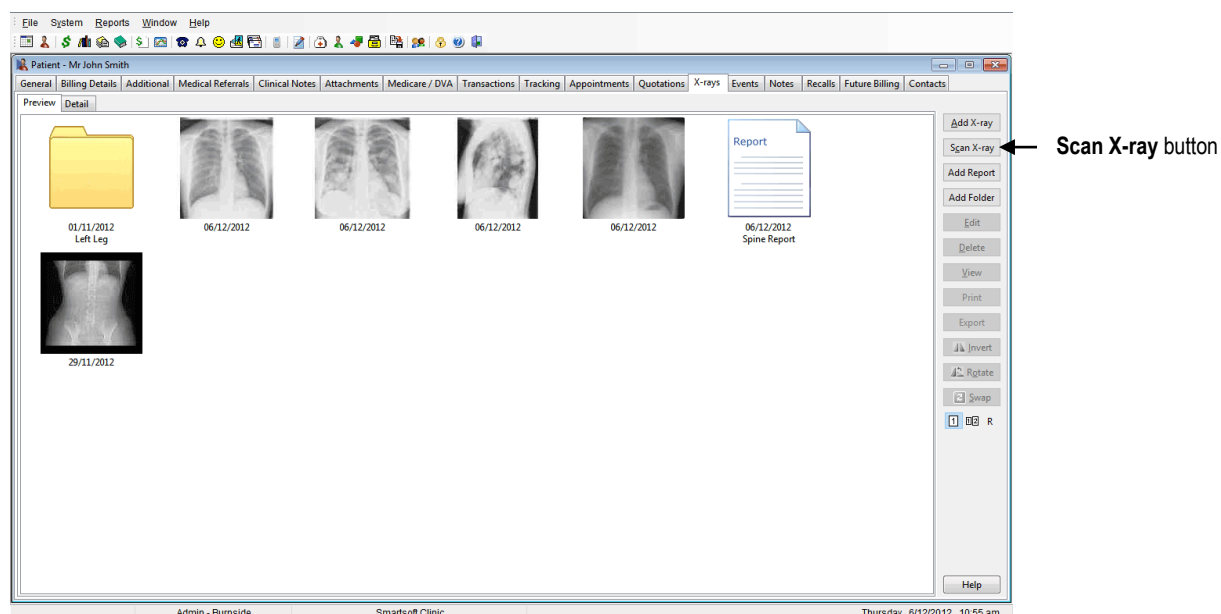 File System Reports Window Help
Patient - Mr John Smith
General Billing Details Additional Medical Referrals Clinical Notes Attachments Medicare / DVA Transactions Tracking Appointments Quotations X-rays Events Notes Recalls Future Billing Contacts
Preview Detail
Add X-ray
Scan X-ray
Scan X-ray button
Add Report
Add Folder
Edit
Delete
View
Print
Export
Invert
Rotate
Swap
1 12 R
Report
01/11/2012 06/12/2012 06/12/2012 06/12/2012 06/12/2012 06/12/2012
Left Leg Spine Report
29/11/2012
Help
Admin - Burnside Smartsoft Clinic Thursday 6/12/2012 10:55 am